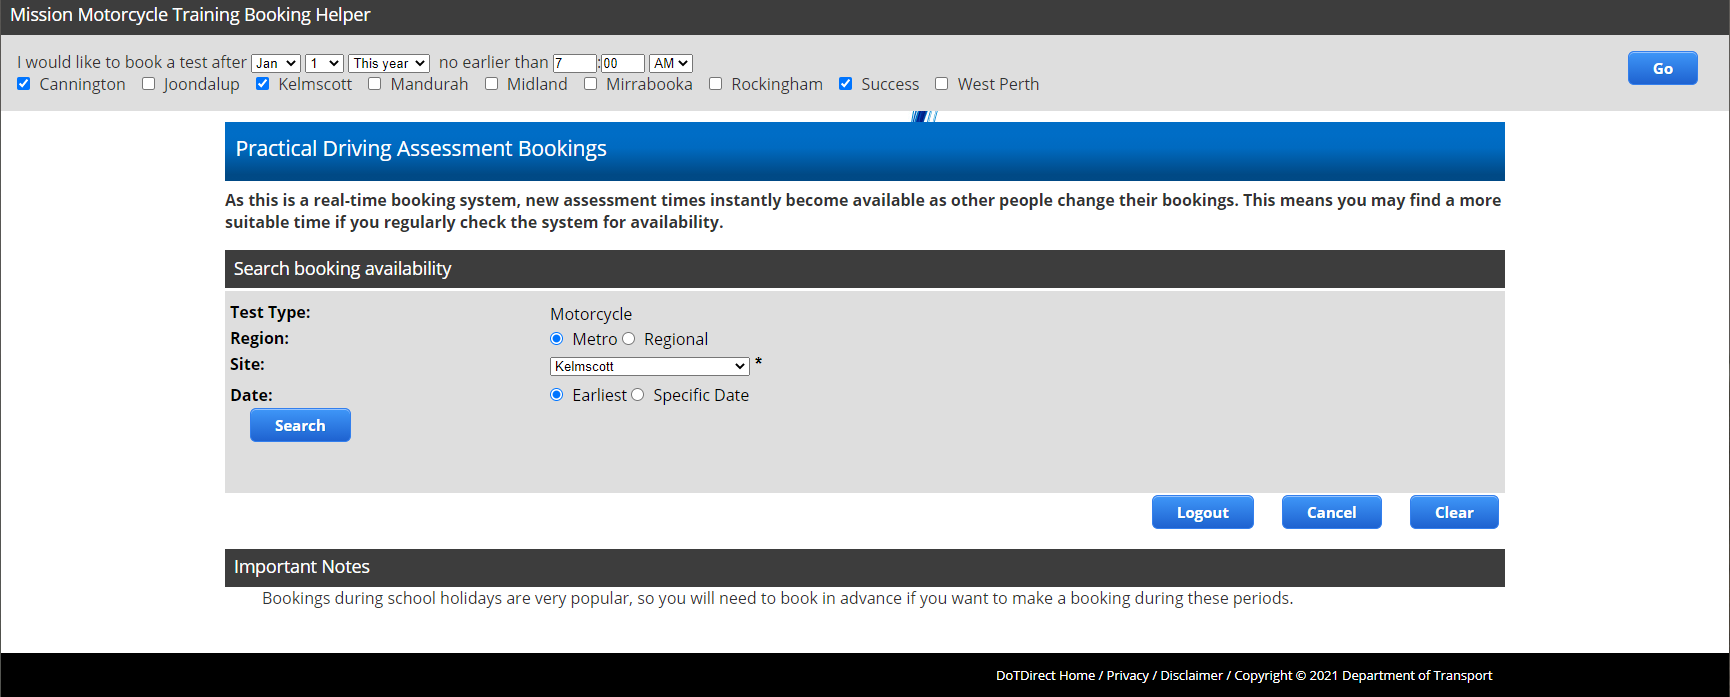 Mission Motorcycle Training Booking Helper
I would like to book a test after Jan 1 This year no earlier than 7 : 00 AM
Cannington Joondalup Kelmscott Mandurah Midland Mirrabooka Rockingham Success West Perth
Go
Practical Driving Assessment Bookings
As this is a real-time booking system, new assessment times instantly become available as other people change their bookings. This means you may find a more
suitable time if you regularly check the system for availability.
Search booking availability
Test Type: Motorcycle
Region: Metro Regional
Site: Kelmscott *
Date: Earliest Specific Date
Search
Logout Cancel Clear
Important Notes
Bookings during school holidays are very popular, so you will need to book in advance if you want to make a booking during these periods.
DoTDirect Home / Privacy / Disclaimer / Copyright © 2021 Department of Transport